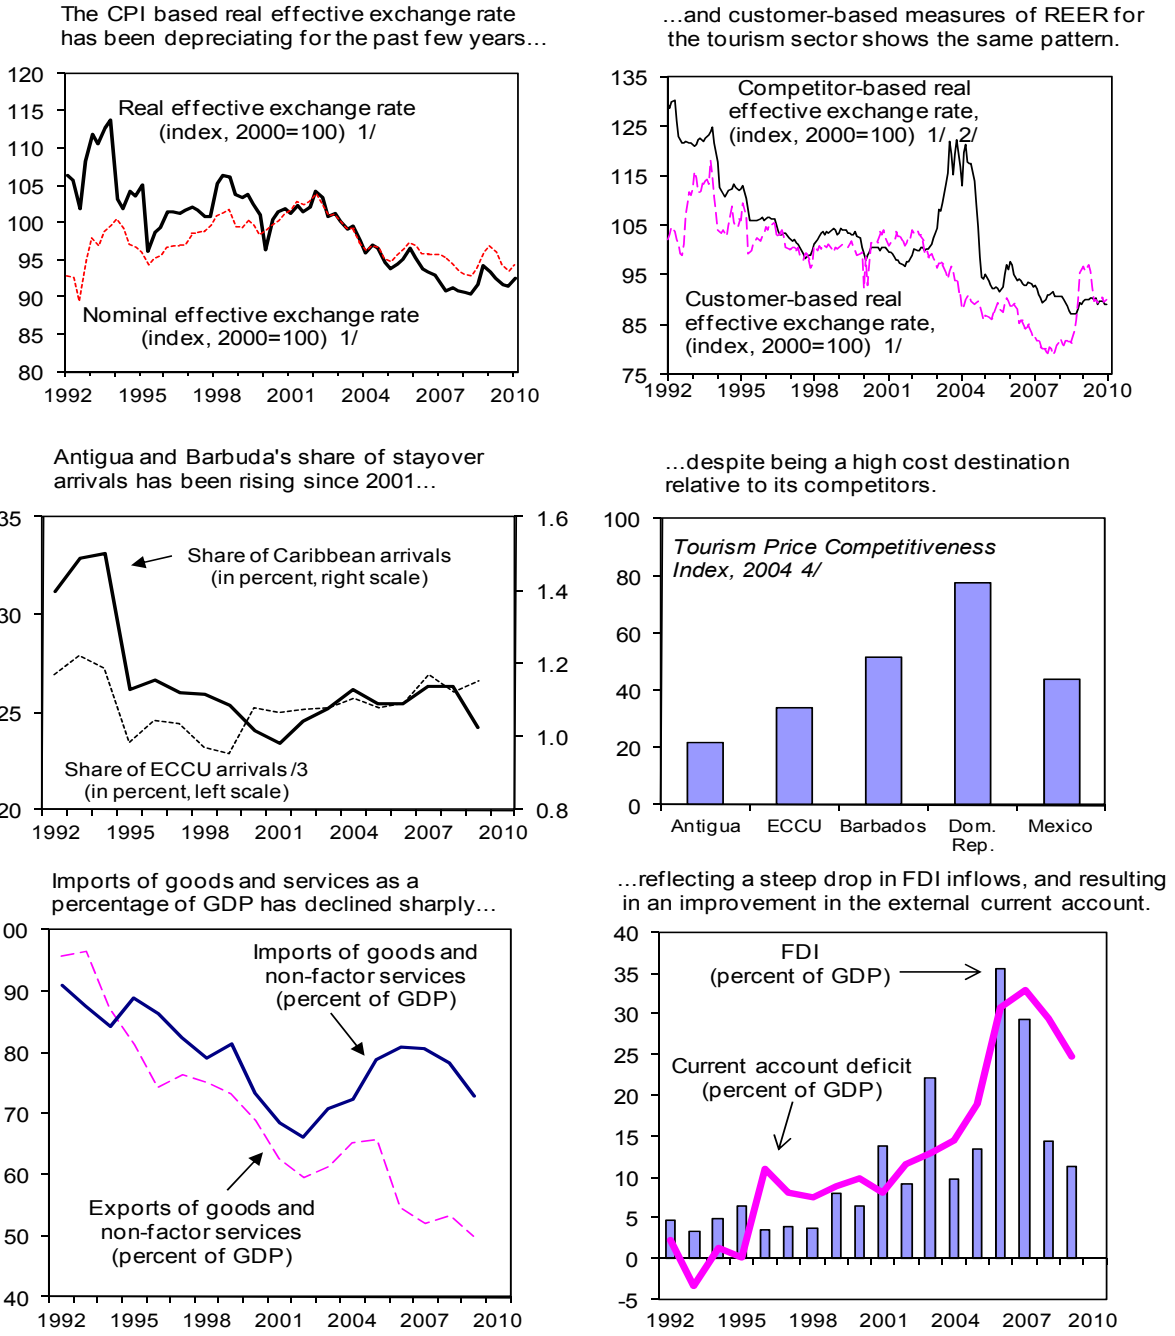 The CPI based real effective exchange rate
has been depreciating for the past few years...
120
115
110
105
100
95
90
85
80
Real effective exchange rate
(index, 2000=100) 1/
Nominal effective exchange rate
(index, 2000=100) 1/
1992 1995 1998 2001 2004 2007 2010
...and customer-based measures of REER for
the tourism sector shows the same pattern.
135
125
115
105
95
85
75
Competitor-based real
effective exchange rate,
(index, 2000=100) 1/ 2/
Customer-based real
effective exchange rate,
(index, 2000=100) 1/
1992 1995 1998 2001 2004 2007 2010
Antigua and Barbuda's share of stayover
arrivals has been rising since 2001...
35
30
25
20
1.6
1.4
1.2
1.0
0.8
Share of Caribbean arrivals
(in percent, right scale)
Share of ECCU arrivals /3
(in percent, left scale)
1992 1995 1998 2001 2004 2007 2010
...despite being a high cost destination
relative to its competitors.
100
80
60
40
20
0
Tourism Price Competitiveness
Index, 2004 4/
Antigua ECCU Barbados Dom. Mexico
Rep.
Imports of goods and services as a
percentage of GDP has declined sharply...
00
90
80
70
60
50
40
Imports of goods and
non-factor services
(percent of GDP)
Exports of goods and
non-factor services
(percent of GDP)
1992 1995 1998 2001 2004 2007 2010
...reflecting a steep drop in FDI inflows, and resulting
in an improvement in the external current account.
40
35
30
25
20
15
10
5
0
-5
FDI
(percent of GDP)
Current account deficit
(percent of GDP)
1992 1995 1998 2001 2004 2007 2010